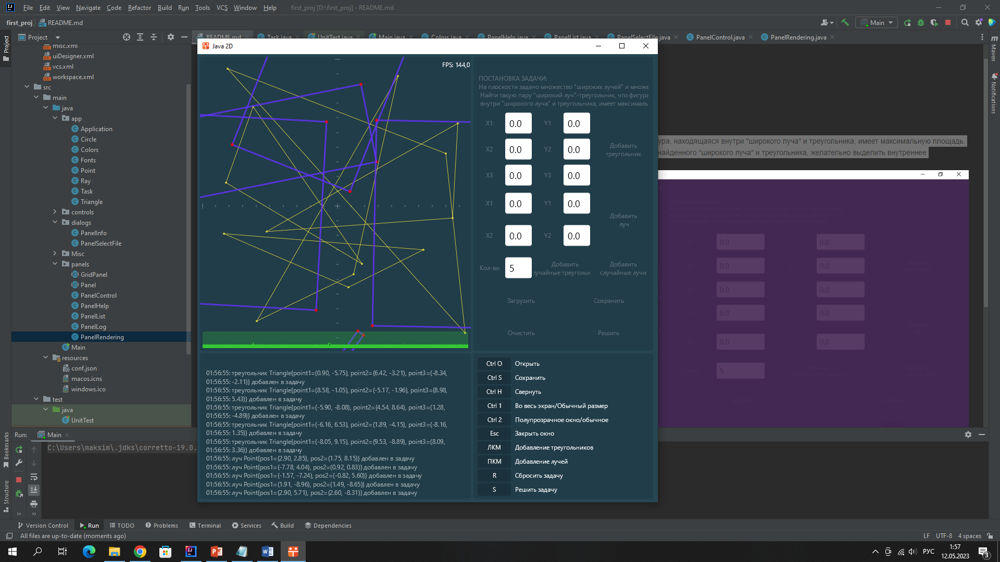 File Edit View Navigate Code Refactor Build Run Tools VCS Window Help first_proj [D:\first_proj] - README.md
first_proj README.md
Main
Project
README.md Task.java UnitTest.java Main.java Colors.java PanelHelp.java PanelList.java PanelSelectFile.java PanelControl.java PanelRendering.java
misc.xml
uiDesigner.xml
vcs.xml
workspace.xml
src
main
java
app
Application
Circle
Colors
Fonts
Point
Ray
Task
Triangle
controls
dialogs
PanelInfo
PanelSelectFile
Misc
panels
GridPanel
Panel
PanelControl
PanelHelp
PanelList
PanelLog
PanelRendering
Main
resources
conf.json
macos.icns
windows.ico
test
java
UnitTest
Project
Bookmarks
Structure
Maven
Notifications
Java 2D
FPS: 144,0
ПОСТАНОВКА ЗАДАЧИ:
На плоскости задано множество "широких лучей" и множе
Найти такую пару "широкий луч"-треугольник, что фигура
внутри "широкого луча" и треугольника, имеет максималь
X1 0.0 Y1 0.0
X2 0.0 Y2 0.0
Добавить
треугольник
X3 0.0 Y3 0.0
X1 0.0 Y1 0.0
Добавить
луч
X2 0.0 Y2 0.0
Кол-во 5
Добавить
лучайные треугольн
Добавить
случайные лучи
Загрузить Сохранить
Очистить Решить
01:56:55: треугольник Triangle{point1=(0.90, -5.75), point2=(6.42, -3.21), point3=(-8.34,
01:56:55: -2.11)} добавлен в задачу
01:56:55: треугольник Triangle{point1=(8.58, -1.05), point2=(-5.17, -1.96), point3=(8.98,
01:56:55: 5.43)} добавлен в задачу
01:56:55: треугольник Triangle{point1=(-5.90, -8.08), point2=(4.54, 8.64), point3=(1.28,
01:56:55: -4.89)} добавлен в задачу
01:56:55: треугольник Triangle{point1=(-6.16, 6.53), point2=(1.89, -4.15), point3=(-8.16,
01:56:55: 1.35)} добавлен в задачу
01:56:55: треугольник Triangle{point1=(-8.05, 9.15), point2=(9.53, -8.89), point3=(8.09,
01:56:55: 3.36)} добавлен в задачу
01:56:55: луч Point{pos1=(2.90, 2.85), pos2=(1.75, 8.15)} добавлен в задачу
01:56:55: луч Point{pos1=(-7.78, 4.04), pos2=(0.92, 0.83)} добавлен в задачу
01:56:55: луч Point{pos1=(-1.57, -7.24), pos2=(-0.82, 5.60)} добавлен в задачу
01:56:55: луч Point{pos1=(1.91, -8.96), pos2=(1.49, -8.65)} добавлен в задачу
01:56:55: луч Point{pos1=(2.90, 5.71), pos2=(2.60, -8.31)} добавлен в задачу
Ctrl O Открыть
Ctrl S Сохранить
Ctrl H Свернуть
Ctrl 1 Во весь экран/Обычный размер
Ctrl 2 Полупрозрачное окно/обычное
Esc Закрыть окно
ЛКМ Добавление треугольников
ПКМ Добавление лучей
R Сбросить задачу
S Решить задачу
ура, находящаяся внутри "широкого луча" и треугольника, имеет максимальную площадь.
найденного "широкого луча" и треугольника, желательно выделить внутреннее
0.0 0.0
0.0 0.0
0.0 0.0
0.0 0.0
0.0 0.0
5
Run: Main
C:\Users\maksim\.jdks\corretto-19.0.
Version Control Run TODO Problems Terminal Services Build Dependencies
All files are up-to-date (moments ago)
LF UTF-8 4 spaces
РУС
1:57
12.05.2023
3